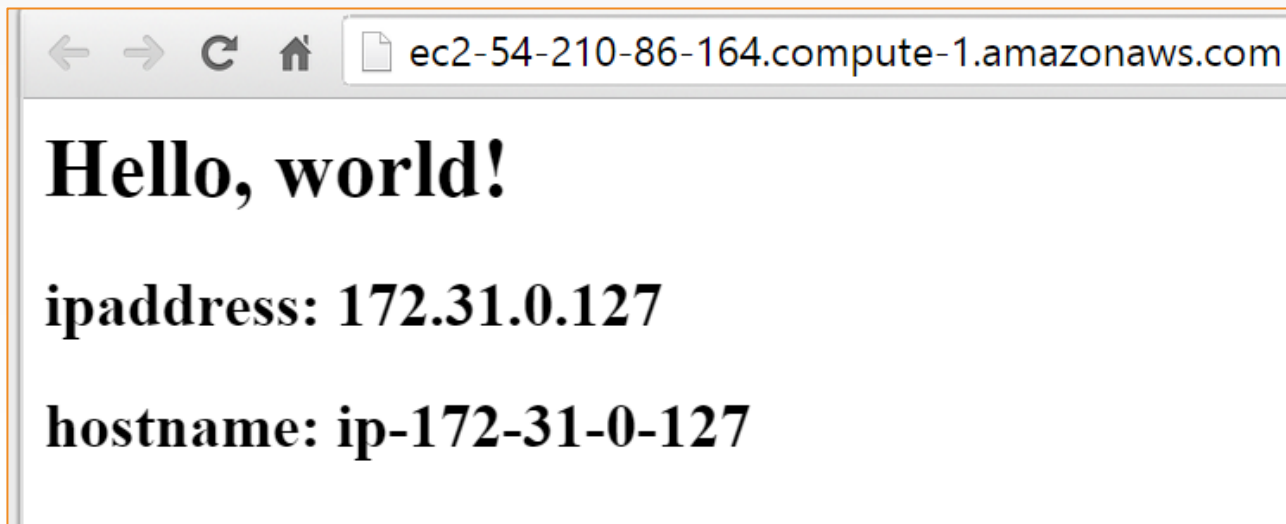 ec2-54-210-86-164.compute-1.amazonaws.com
Hello, world!
ipaddress: 172.31.0.127
hostname: ip-172-31-0-127